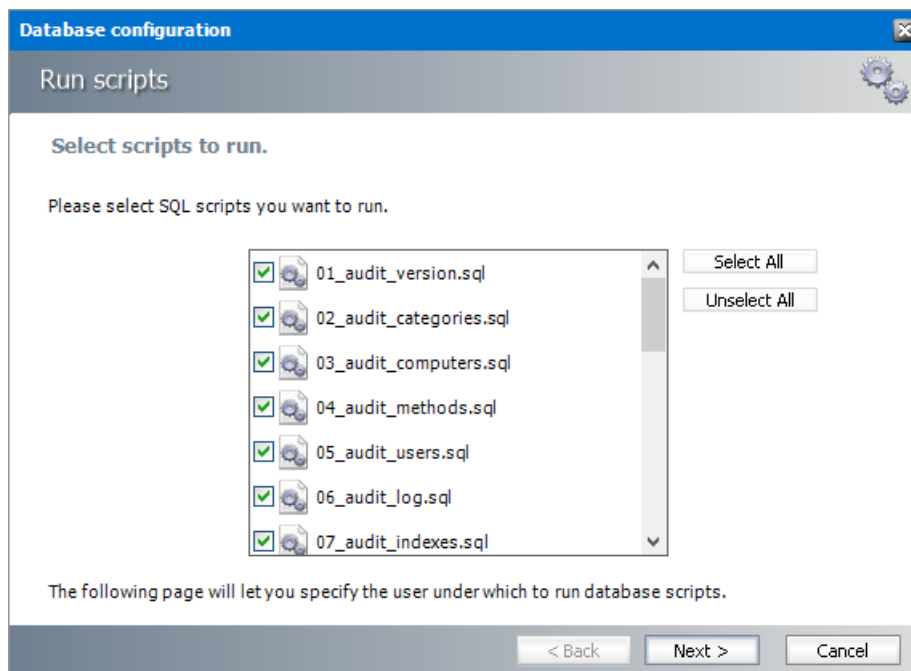 Database configuration
Run scripts
Select scripts to run.
Please select SQL scripts you want to run.
01_audit_version.sql
Select All
02_audit_categories.sql
Unselect All
03_audit_computers.sql
04_audit_methods.sql
05_audit_users.sql
06_audit_log.sql
07_audit_indexes.sql
The following page will let you specify the user under which to run database scripts.
< Back Next > Cancel